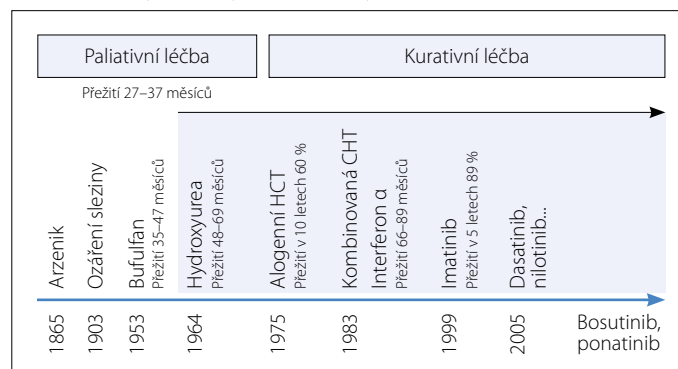 Paliativní léčba
Kurativní léčba
Přežití 27–37 měsíců
Arzenik
Ozáření sleziny
Bufulfan
Přežití 35–47 měsíců
Hydroxyurea
Přežití 48–69 měsíců
Alogenní HCT
Přežití v 10 letech 60 %
Kombinovaná CHT
Interferon α
Přežití 66–89 měsíců
Imatinib
Přežití v 5 letech 89 %
Dasatinib,
nilotinib...
1865
1903
1953
1964
1975
1983
1999
2005
Bosutinib,
ponatinib